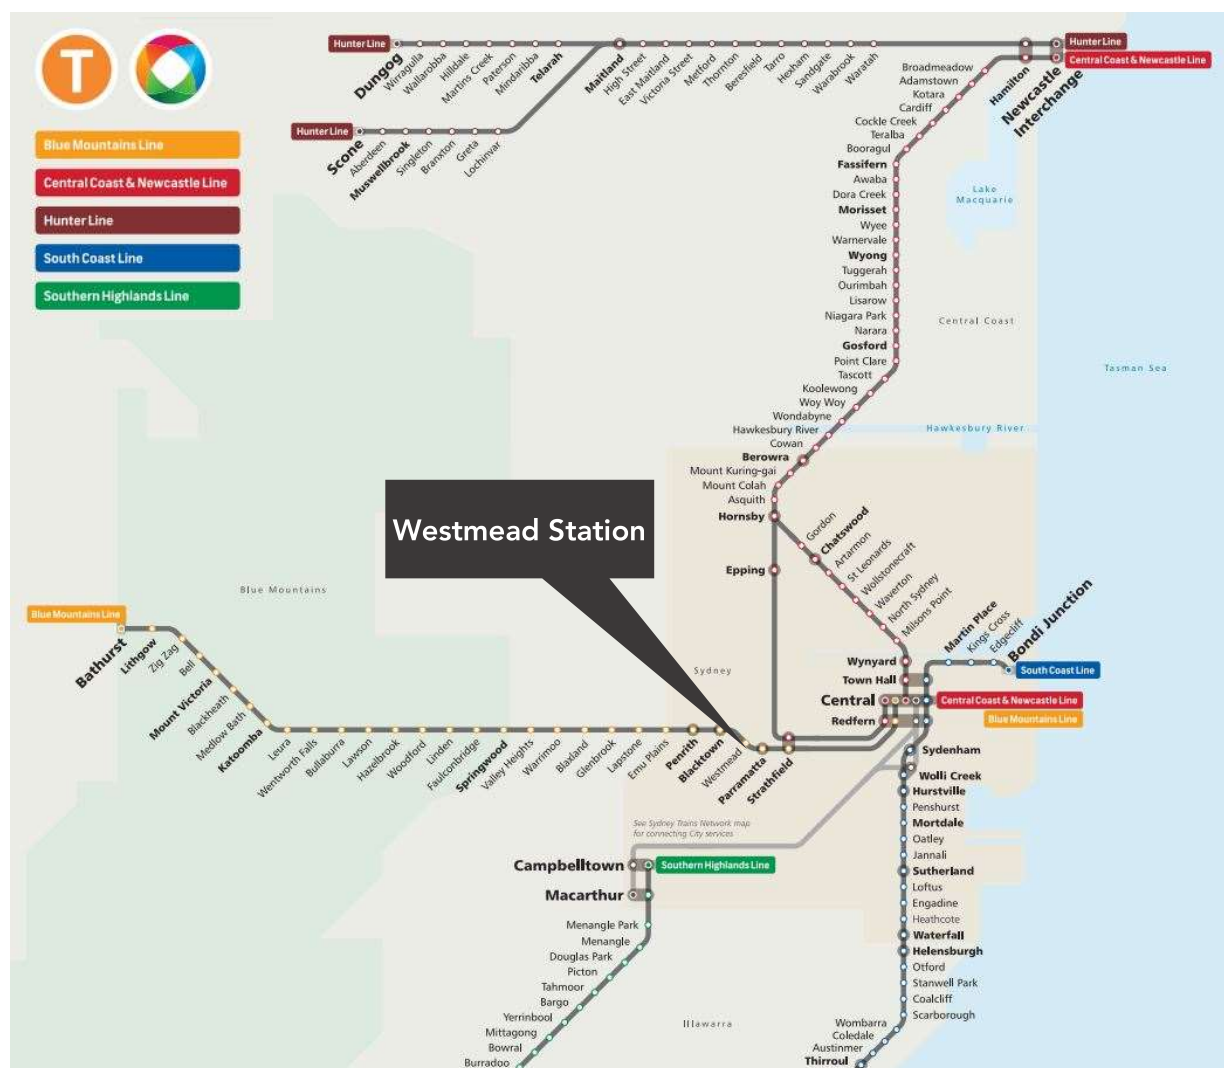 T
Blue Mountains Line
Central Coast & Newcastle Line
Hunter Line
South Coast Line
Southern Highlands Line
Hunter Line
Dungog
Wirragulla
Wallarobba
Hilldale
Martins Creek
Paterson
Mindaribba
Telarah
Maitland
High Street
East Maitland
Victoria Street
Metford
Thornton
Beresfield
Tarro
Hexham
Sandgate
Warabrook
Waratah
Hamilton
Newcastle
Interchange
Hunter Line
Central Coast & Newcastle Line
Hunter Line
Scone
Aberdeen
Muswellbrook
Singleton
Branxton
Greta
Lochinvar
Broadmeadow
Adamstown
Kotara
Cardiff
Cockle Creek
Teralba
Booragul
Fassifern
Awaba
Dora Creek
Morisset
Wyee
Warnervale
Wyong
Tuggerah
Ourimbah
Lisarow
Niagara Park
Narara
Gosford
Point Clare
Tascott
Koolewong
Woy Woy
Wondabyne
Hawkesbury River
Cowan
Berowra
Mount Kuring-gai
Mount Colah
Asquith
Hornsby
Lake
Macquarie
Central Coast
Tasman Sea
Hawkesbury River
Westmead Station
Epping
Gordon
Chatswood
Artarmon
St Leonards
Wollstonecraft
Waverton
North Sydney
Milsons Point
Wynyard
Town Hall
Central
Redfern
Martin Place
Kings Cross
Edgecliff
Bondi Junction
South Coast Line
Central Coast & Newcastle Line
Blue Mountains Line
Blue Mountains
Sydney
Blue Mountains Line
Bathurst
Lithgow
Zig Zag
Bell
Mount Victoria
Blackheath
Medlow Bath
Katoomba
Leura
Wentworth Falls
Bullaburra
Lawson
Hazelbrook
Woodford
Linden
Faulconbridge
Springwood
Valley Heights
Warrimoo
Blaxland
Glenbrook
Lapstone
Emu Plains
Penrith
Blacktown
Westmead
Parramatta
Strathfield
Sydenham
Wolli Creek
Hurstville
Penshurst
Mortdale
Oatley
Jannali
Sutherland
Loftus
Engadine
Heathcote
Waterfall
Helensburgh
Otford
Stanwell Park
Coalcliff
Scarborough
Wombarra
Coledale
Austinmer
Thirroul
See Sydney Trains Network map
for connecting City services
Campbelltown
Southern Highlands Line
Macarthur
Menangle Park
Menangle
Douglas Park
Picton
Tahmoor
Bargo
Yerrinbool
Mittagong
Bowral
Burradoo
Illawarra